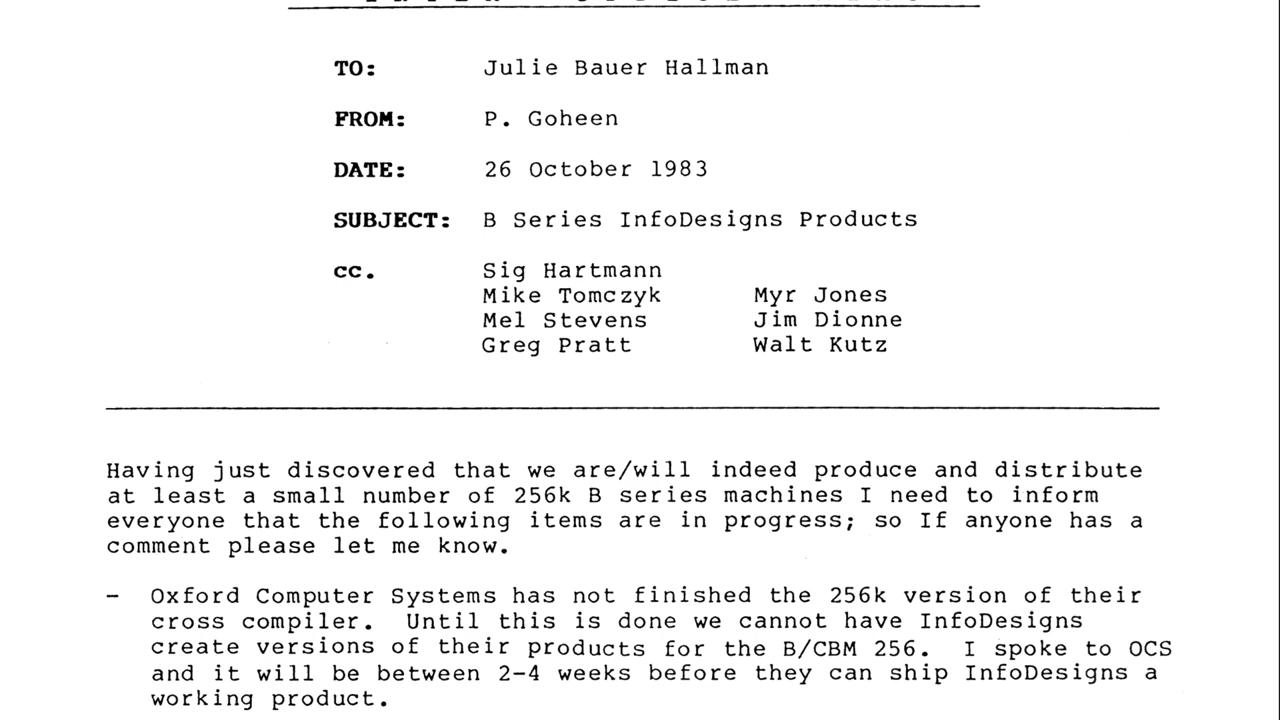 TO: Julie Bauer Hallman
FROM: P. Goheen
DATE: 26 October 1983
SUBJECT: B Series InfoDesigns Products
cc. Sig Hartmann
Mike Tomczyk Myr Jones
Mel Stevens Jim Dionne
Greg Pratt Walt Kutz
Having just discovered that we are/will indeed produce and distribute
at least a small number of 256k B series machines I need to inform
everyone that the following items are in progress; so If anyone has a
comment please let me know.
- Oxford Computer Systems has not finished the 256k version of their
cross compiler. Until this is done we cannot have InfoDesigns
create versions of their products for the B/CBM 256. I spoke to OCS
and it will be between 2-4 weeks before they can ship InfoDesigns a
working product.